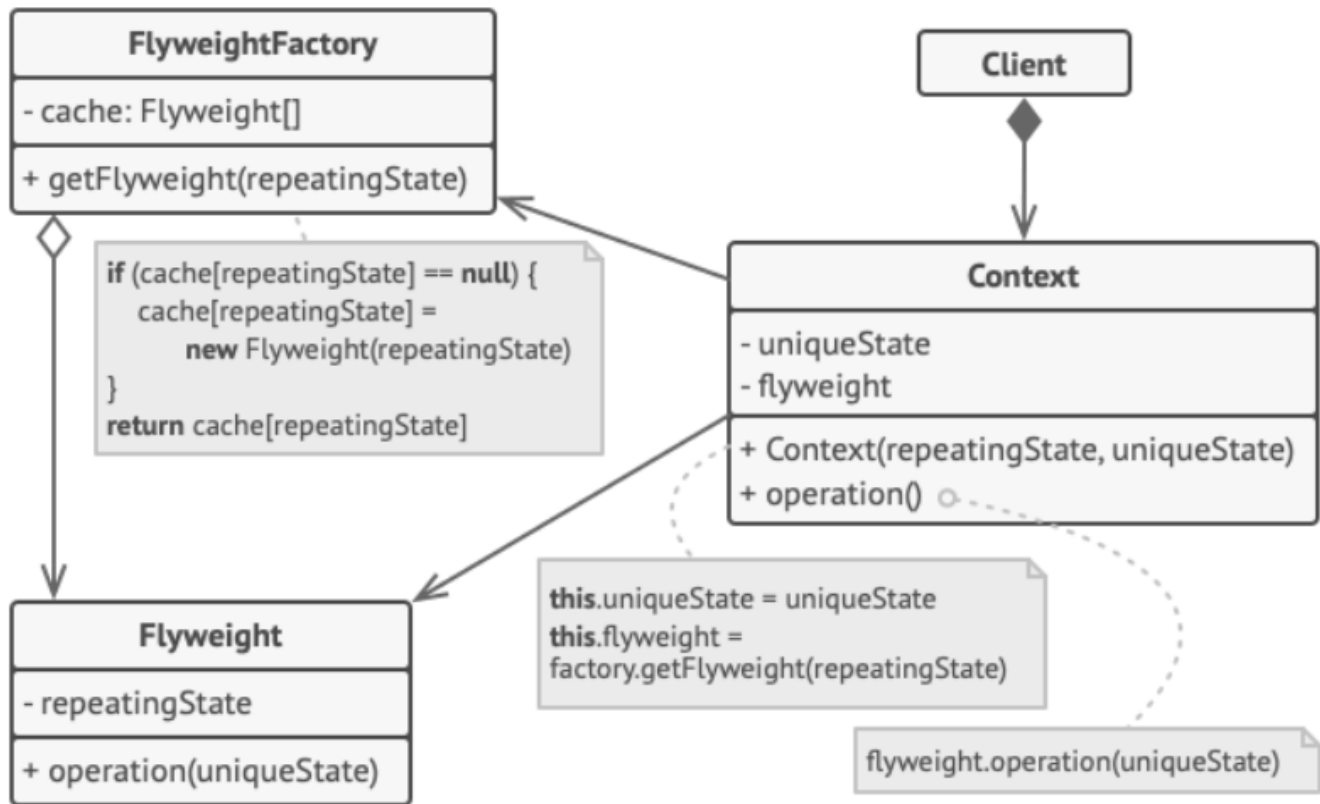 FlyweightFactory
- cache: Flyweight[]
+ getFlyweight(repeatingState)
if (cache[repeatingState] == null) {
cache[repeatingState] =
new Flyweight(repeatingState)
}
return cache[repeatingState]
Client
Context
- uniqueState
- flyweight
+ Context(repeatingState, uniqueState)
+ operation()
this.uniqueState = uniqueState
this.flyweight =
factory.getFlyweight(repeatingState)
flyweight.operation(uniqueState)
Flyweight
- repeatingState
+ operation(uniqueState)